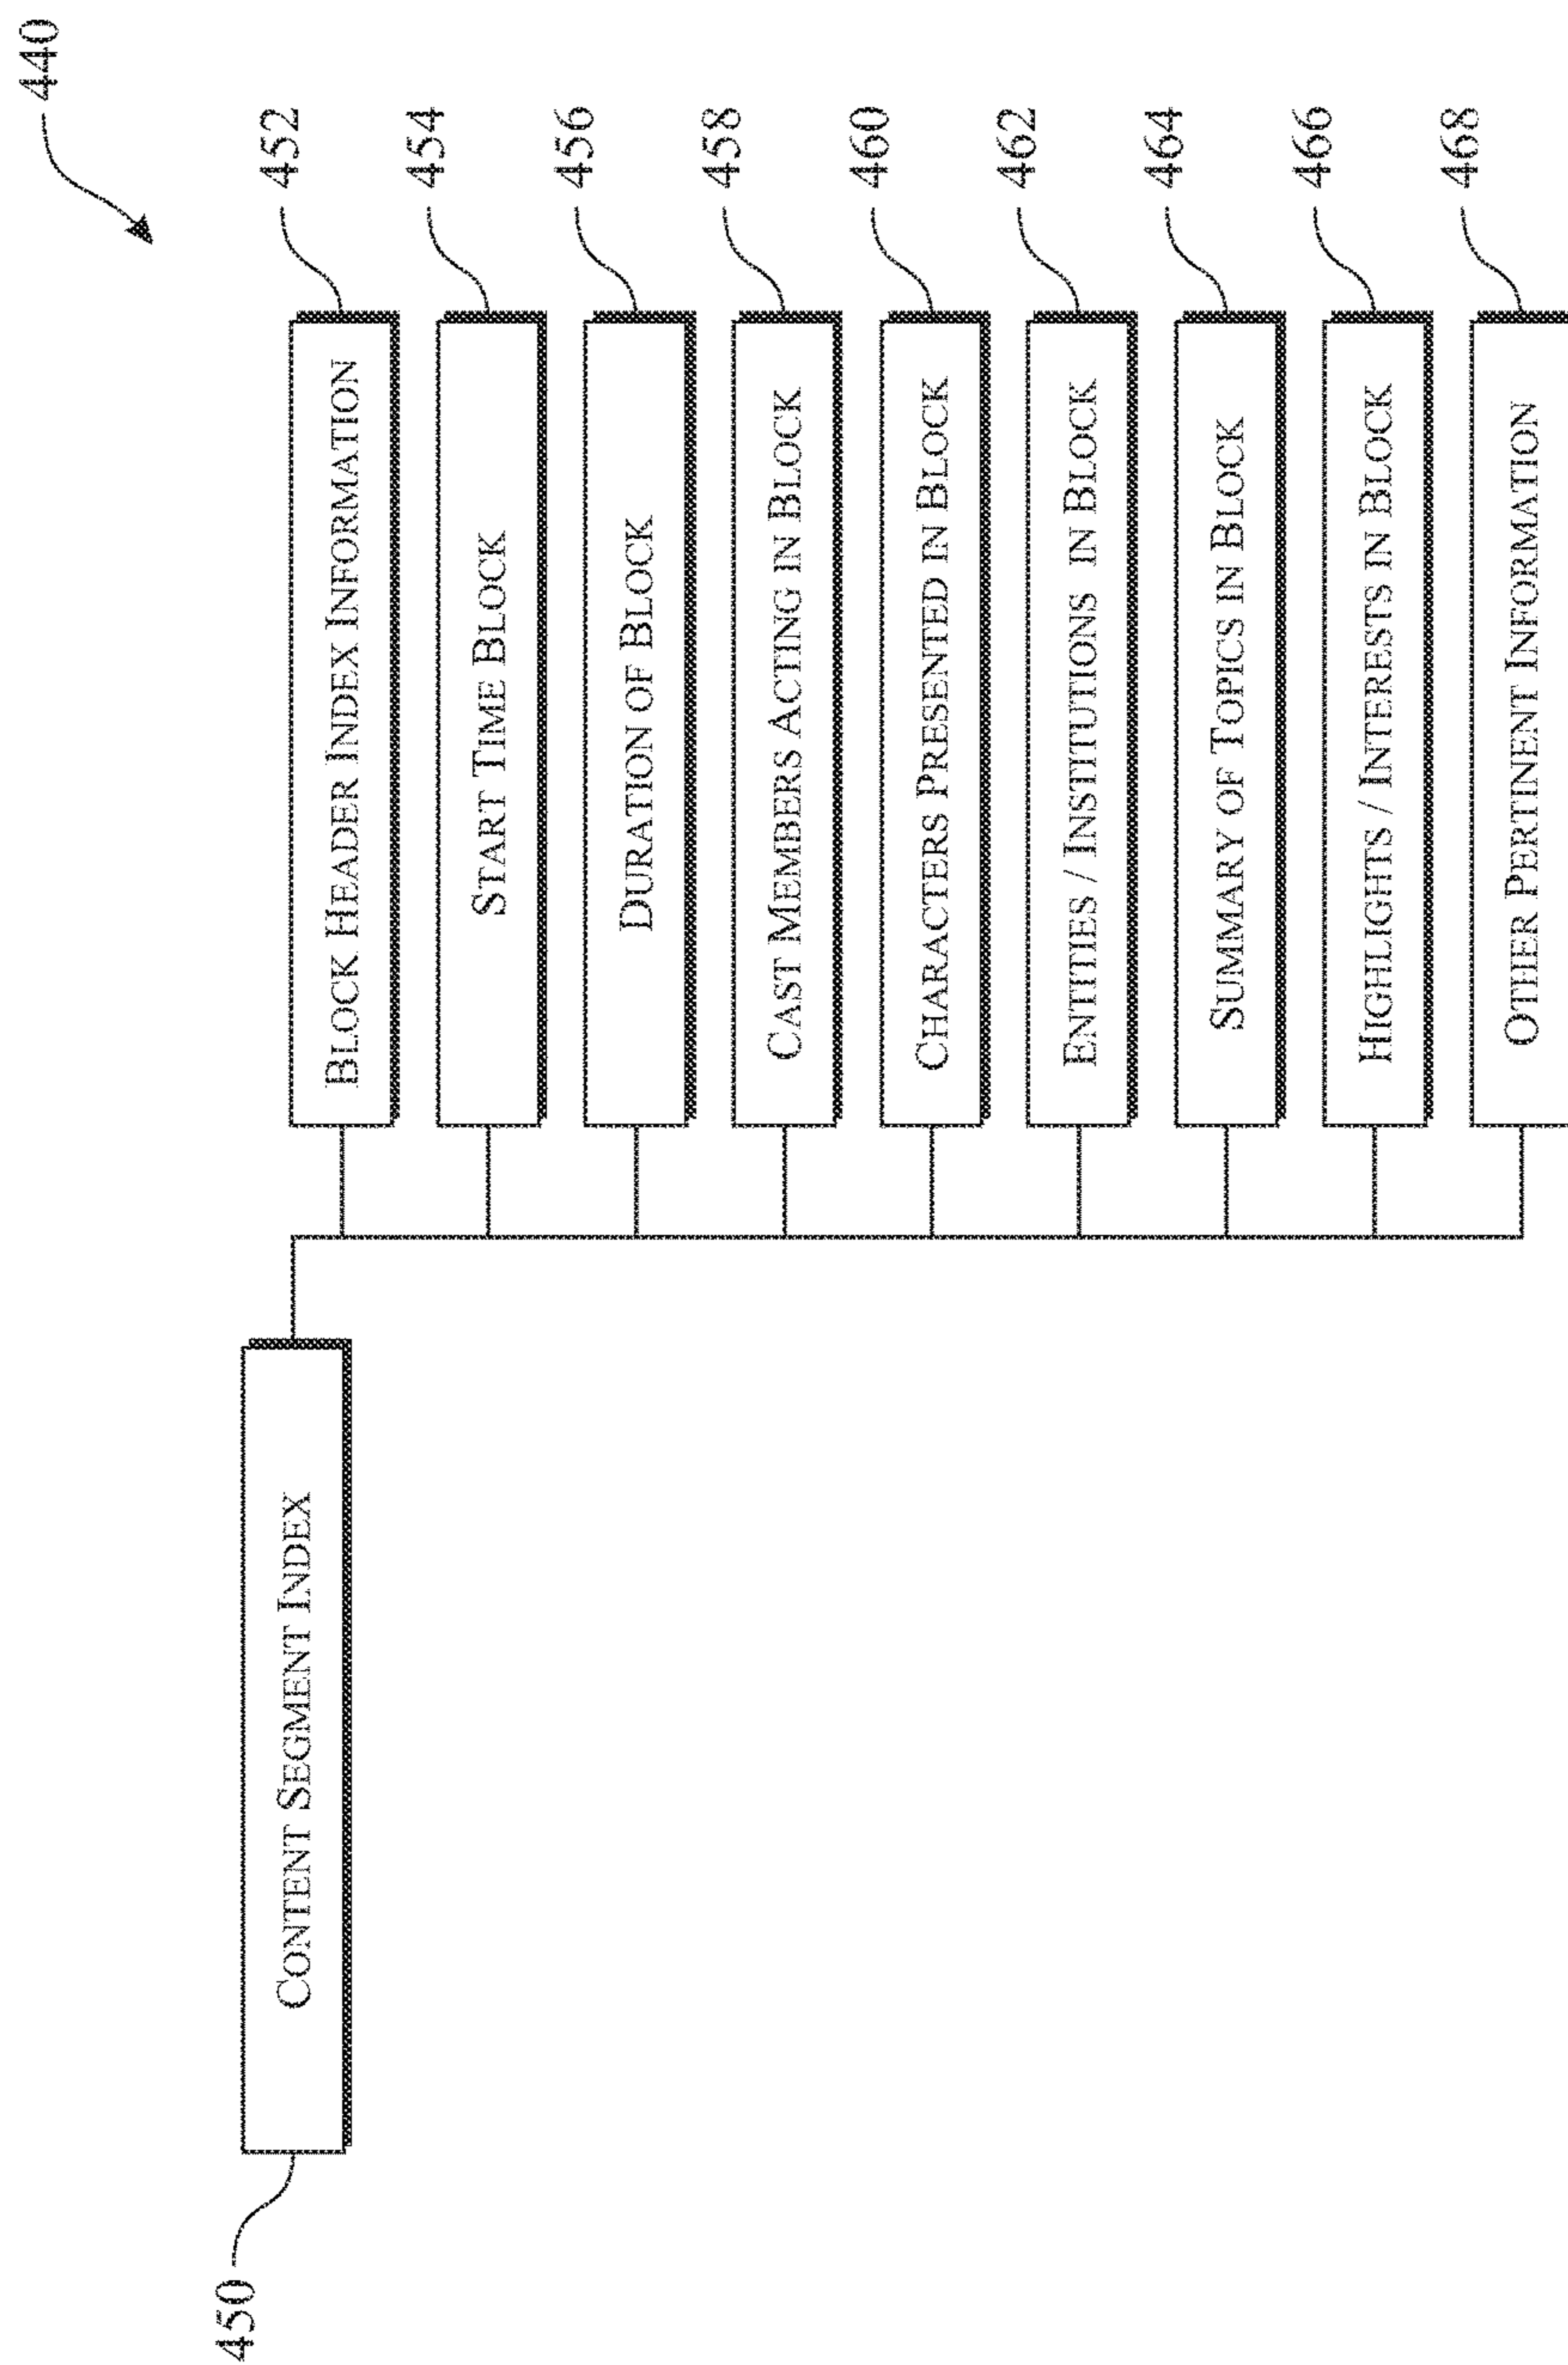 440
450
CONTENT SEGMENT INDEX
BLOCK HEADER INDEX INFORMATION
452
START TIME BLOCK
454
DURATION OF BLOCK
456
CAST MEMBERS ACTING IN BLOCK
458
CHARACTERS PRESENTED IN BLOCK
460
ENTITIES / INSTITUTIONS IN BLOCK
462
SUMMARY OF TOPICS IN BLOCK
464
HIGHLIGHTS / INTERESTS IN BLOCK
466
OTHER PERTINENT INFORMATION
468